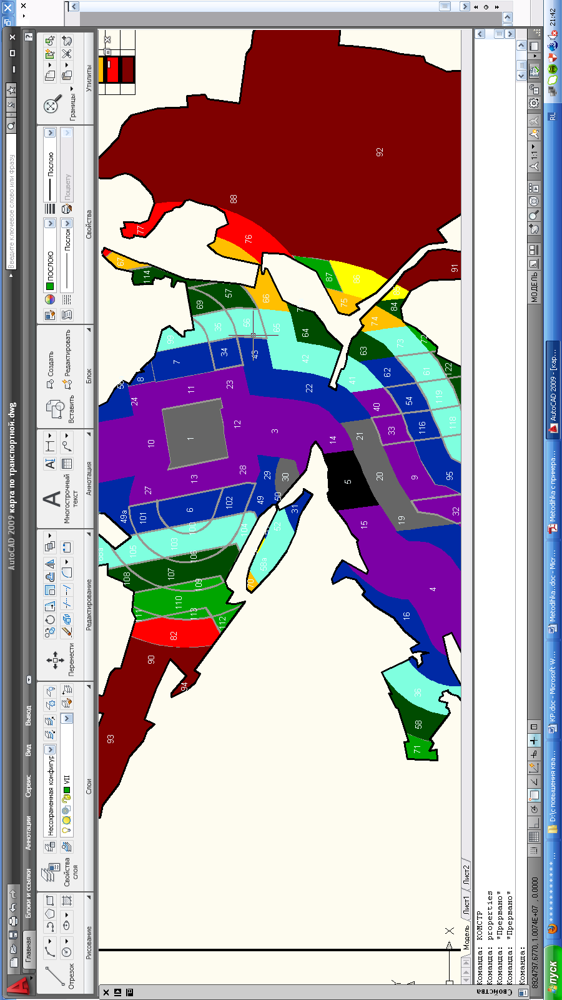 AutoCAD 2009 карта по транспортной.dwg
Введите ключевое слово или фразу
Главная
Блоки и ссылки
Аннотации
Сервис
Вид
Вывод
Отрезок
Рисование
Свойства слоя
Несохраненная конфигур
VII
Слои
Перенести
Редактирование
Многострочный текст
Аннотация
Вставить
Создать
Редактировать
Блок
ПОСЛОЮ
Послою
Послок
Поцвету
Свойства
Границы
Утилиты
93
94
90
82
111
110
113
112
109
108
107
106
105
103
104
100
101
49а
102
6
49
50
27
13
28
29
30
31
52
10
1
12
3
24
11
23
8
7
34
43
22
99
35
56
65
42
69
57
66
64
114
67
77
76
88
92
91
87
75
74
84
63
73
72
41
62
61
122
40
54
119
33
116
118
14
21
20
9
95
32
5
15
19
4
16
58
71
Свойства
X
Модель
Лист1
Лист2
Команда: КОМСТР
Команда: properties
Команда: *Прервано*
Команда: *Прервано*
Команда:
8924797.6770, 1.0074E+07 , 0.0000
МОДЕЛЬ
1:1
пуск
************ ...
D:\с повышения ква...
КР.doc - Microsoft W...
Metodihka..doc - Micr...
Metodihka с примера...
AutoCAD 2009 - [кар...
RL
21:42